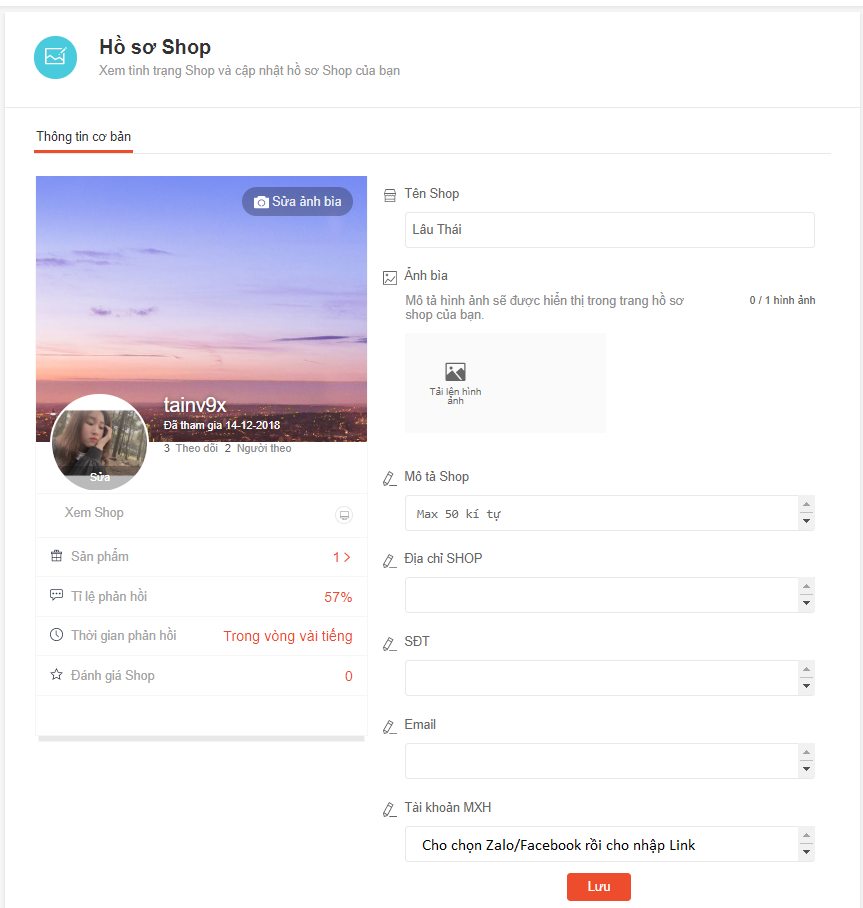 Hồ sơ Shop
Xem tình trạng Shop và cập nhật hồ sơ Shop của bạn
Thông tin cơ bản
Sửa ảnh bìa
tainv9x
Đã tham gia 14-12-2018
3 Theo dõi 2 Người theo
Sửa
Xem Shop
Sản phẩm 1
Tỉ lệ phản hồi 57%
Thời gian phản hồi Trong vòng vài tiếng
Đánh giá Shop 0
Tên Shop
Lâu Thái
Ảnh bìa
Mô tả hình ảnh sẽ được hiển thị trong trang hồ sơ
shop của bạn.
0 / 1 hình ảnh
Tải lên hình
ảnh
Mô tả Shop
Max 50 kí tự
Địa chỉ SHOP
SĐT
Email
Tài khoản MXH
Cho chọn Zalo/Facebook rồi cho nhập Link
Lưu